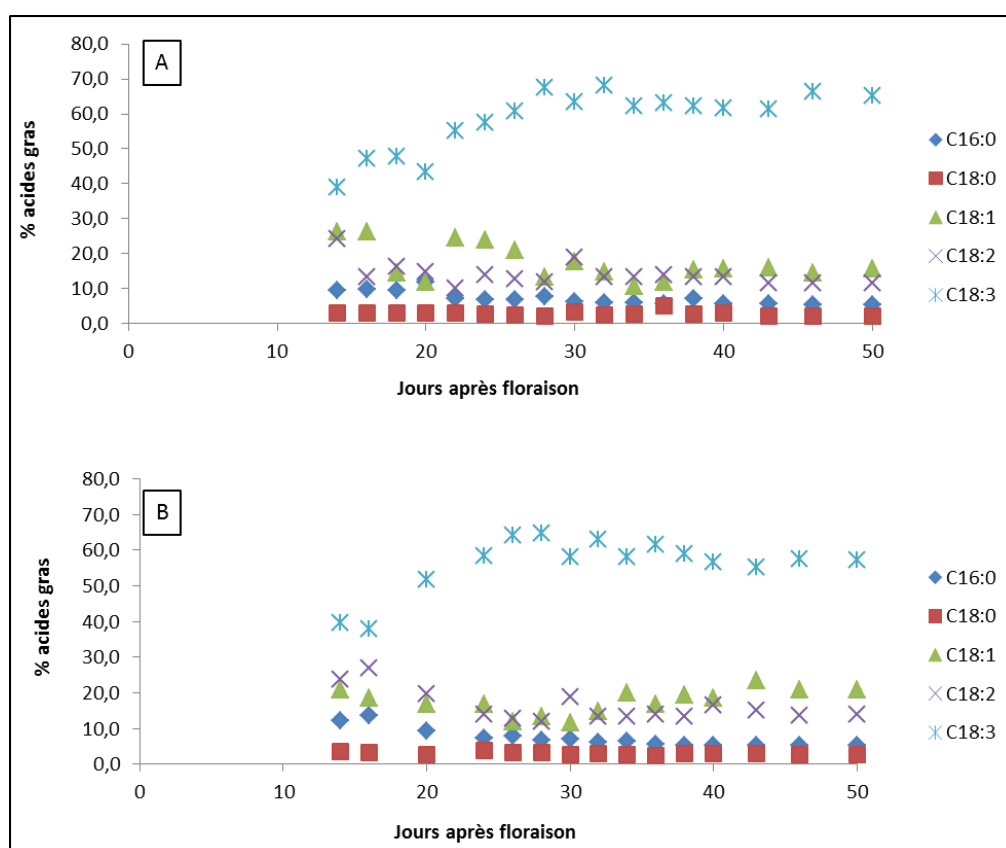 A
% acides gras
80,0
70,0
60,0
50,0
40,0
30,0
20,0
10,0
0,0
0 10 20 30 40 50
Jours après floraison
C16:0
C18:0
C18:1
C18:2
C18:3
B
% acides gras
80,0
70,0
60,0
50,0
40,0
30,0
20,0
10,0
0,0
0 10 20 30 40 50
Jours après floraison
C16:0
C18:0
C18:1
C18:2
C18:3